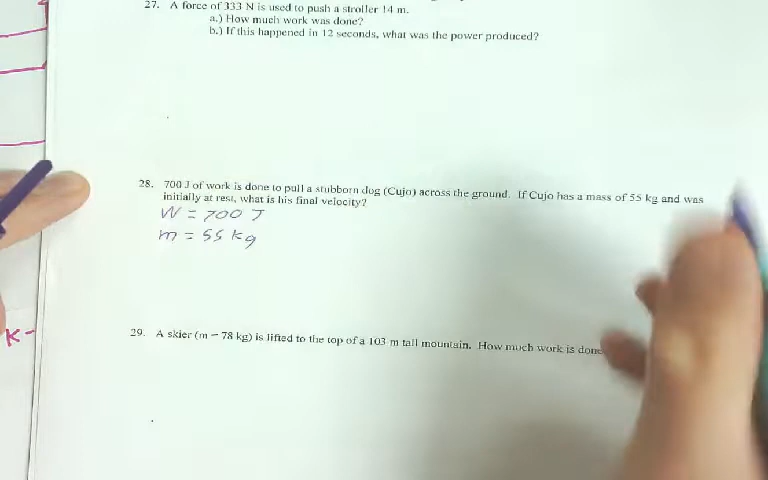 27. A force of 333 N is used to push a stroller 14 m.
a.) How much work was done?
b.) If this happened in 12 seconds, what was the power produced?
28. 700 J of work is done to pull a stubborn dog (Cujo) across the ground. If Cujo has a mass of 55 kg and was
initially at rest, what is his final velocity?
W = 700 J
m = 55 kg
K-
29. A skier (m = 78 kg) is lifted to the top of a 103 m tall mountain. How much work is done